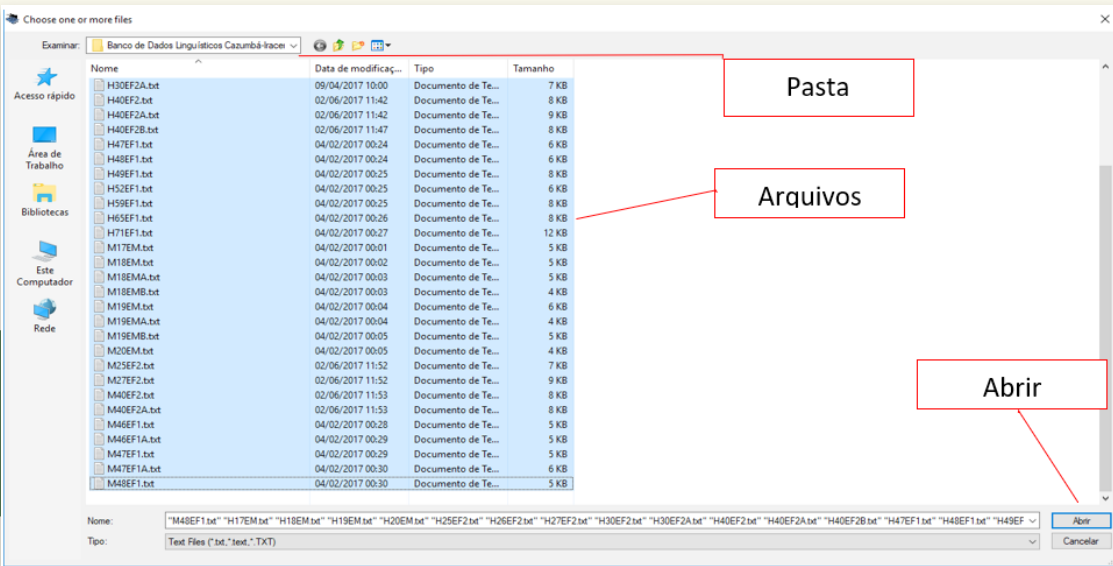 Choose one or more files
Examinar: Banco de Dados Linguísticos Cazumbá-Iracer
Nome Data de modificaç... Tipo Tamanho
H30EF2A.txt 09/04/2017 10:00 Documento de Te... 7 KB
H40EF2.txt 02/06/2017 11:42 Documento de Te... 8 KB
H40EF2A.txt 02/06/2017 11:42 Documento de Te... 9 KB
H40EF2B.txt 02/06/2017 11:47 Documento de Te... 8 KB
H47EF1.txt 04/02/2017 00:24 Documento de Te... 6 KB
H48EF1.txt 04/02/2017 00:24 Documento de Te... 6 KB
H49EF1.txt 04/02/2017 00:25 Documento de Te... 8 KB
H52EF1.txt 04/02/2017 00:25 Documento de Te... 6 KB
H59EF1.txt 04/02/2017 00:25 Documento de Te... 8 KB
H65EF1.txt 04/02/2017 00:26 Documento de Te... 8 KB
H71EF1.txt 04/02/2017 00:27 Documento de Te... 12 KB
M17EM.txt 04/02/2017 00:01 Documento de Te... 5 KB
M18EM.txt 04/02/2017 00:02 Documento de Te... 5 KB
M18EMA.txt 04/02/2017 00:03 Documento de Te... 5 KB
M18EMB.txt 04/02/2017 00:03 Documento de Te... 4 KB
M19EM.txt 04/02/2017 00:04 Documento de Te... 6 KB
M19EMA.txt 04/02/2017 00:04 Documento de Te... 4 KB
M19EMB.txt 04/02/2017 00:05 Documento de Te... 5 KB
M20EM.txt 04/02/2017 00:05 Documento de Te... 4 KB
M25EF2.txt 02/06/2017 11:52 Documento de Te... 7 KB
M27EF2.txt 02/06/2017 11:52 Documento de Te... 9 KB
M40EF2.txt 02/06/2017 11:53 Documento de Te... 8 KB
M40EF2A.txt 02/06/2017 11:53 Documento de Te... 8 KB
M46EF1.txt 04/02/2017 00:28 Documento de Te... 5 KB
M46EF1A.txt 04/02/2017 00:29 Documento de Te... 5 KB
M47EF1.txt 04/02/2017 00:29 Documento de Te... 5 KB
M47EF1A.txt 04/02/2017 00:30 Documento de Te... 6 KB
M48EF1.txt 04/02/2017 00:30 Documento de Te... 5 KB
Acesso rápido
Área de
Trabalho
Bibliotecas
Este
Computador
Rede
Pasta
Arquivos
Abrir
Nome: "M48EF1.txt" "H17EM.txt" "H18EM.txt" "H19EM.txt" "H20EM.txt" "H25EF2.txt" "H26EF2.txt" "H27EF2.txt" "H30EF2.txt" "H30EF2A.txt" "H40EF2.txt" "H40EF2A.txt" "H40EF2B.txt" "H47EF1.txt" "H48EF1.txt" "H49EF Abrir
Tipo: Text Files (*.txt,*.text,*.TXT) Cancelar